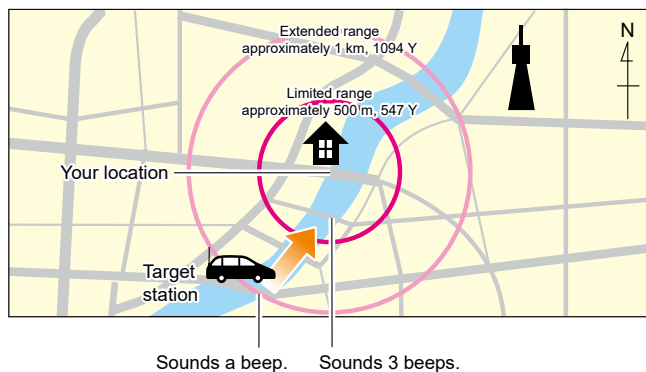 Extended range
approximately 1 km, 1094 Y
N
Limited range
approximately 500 m, 547 Y
Your location
Target
station
Sounds a beep.
Sounds 3 beeps.